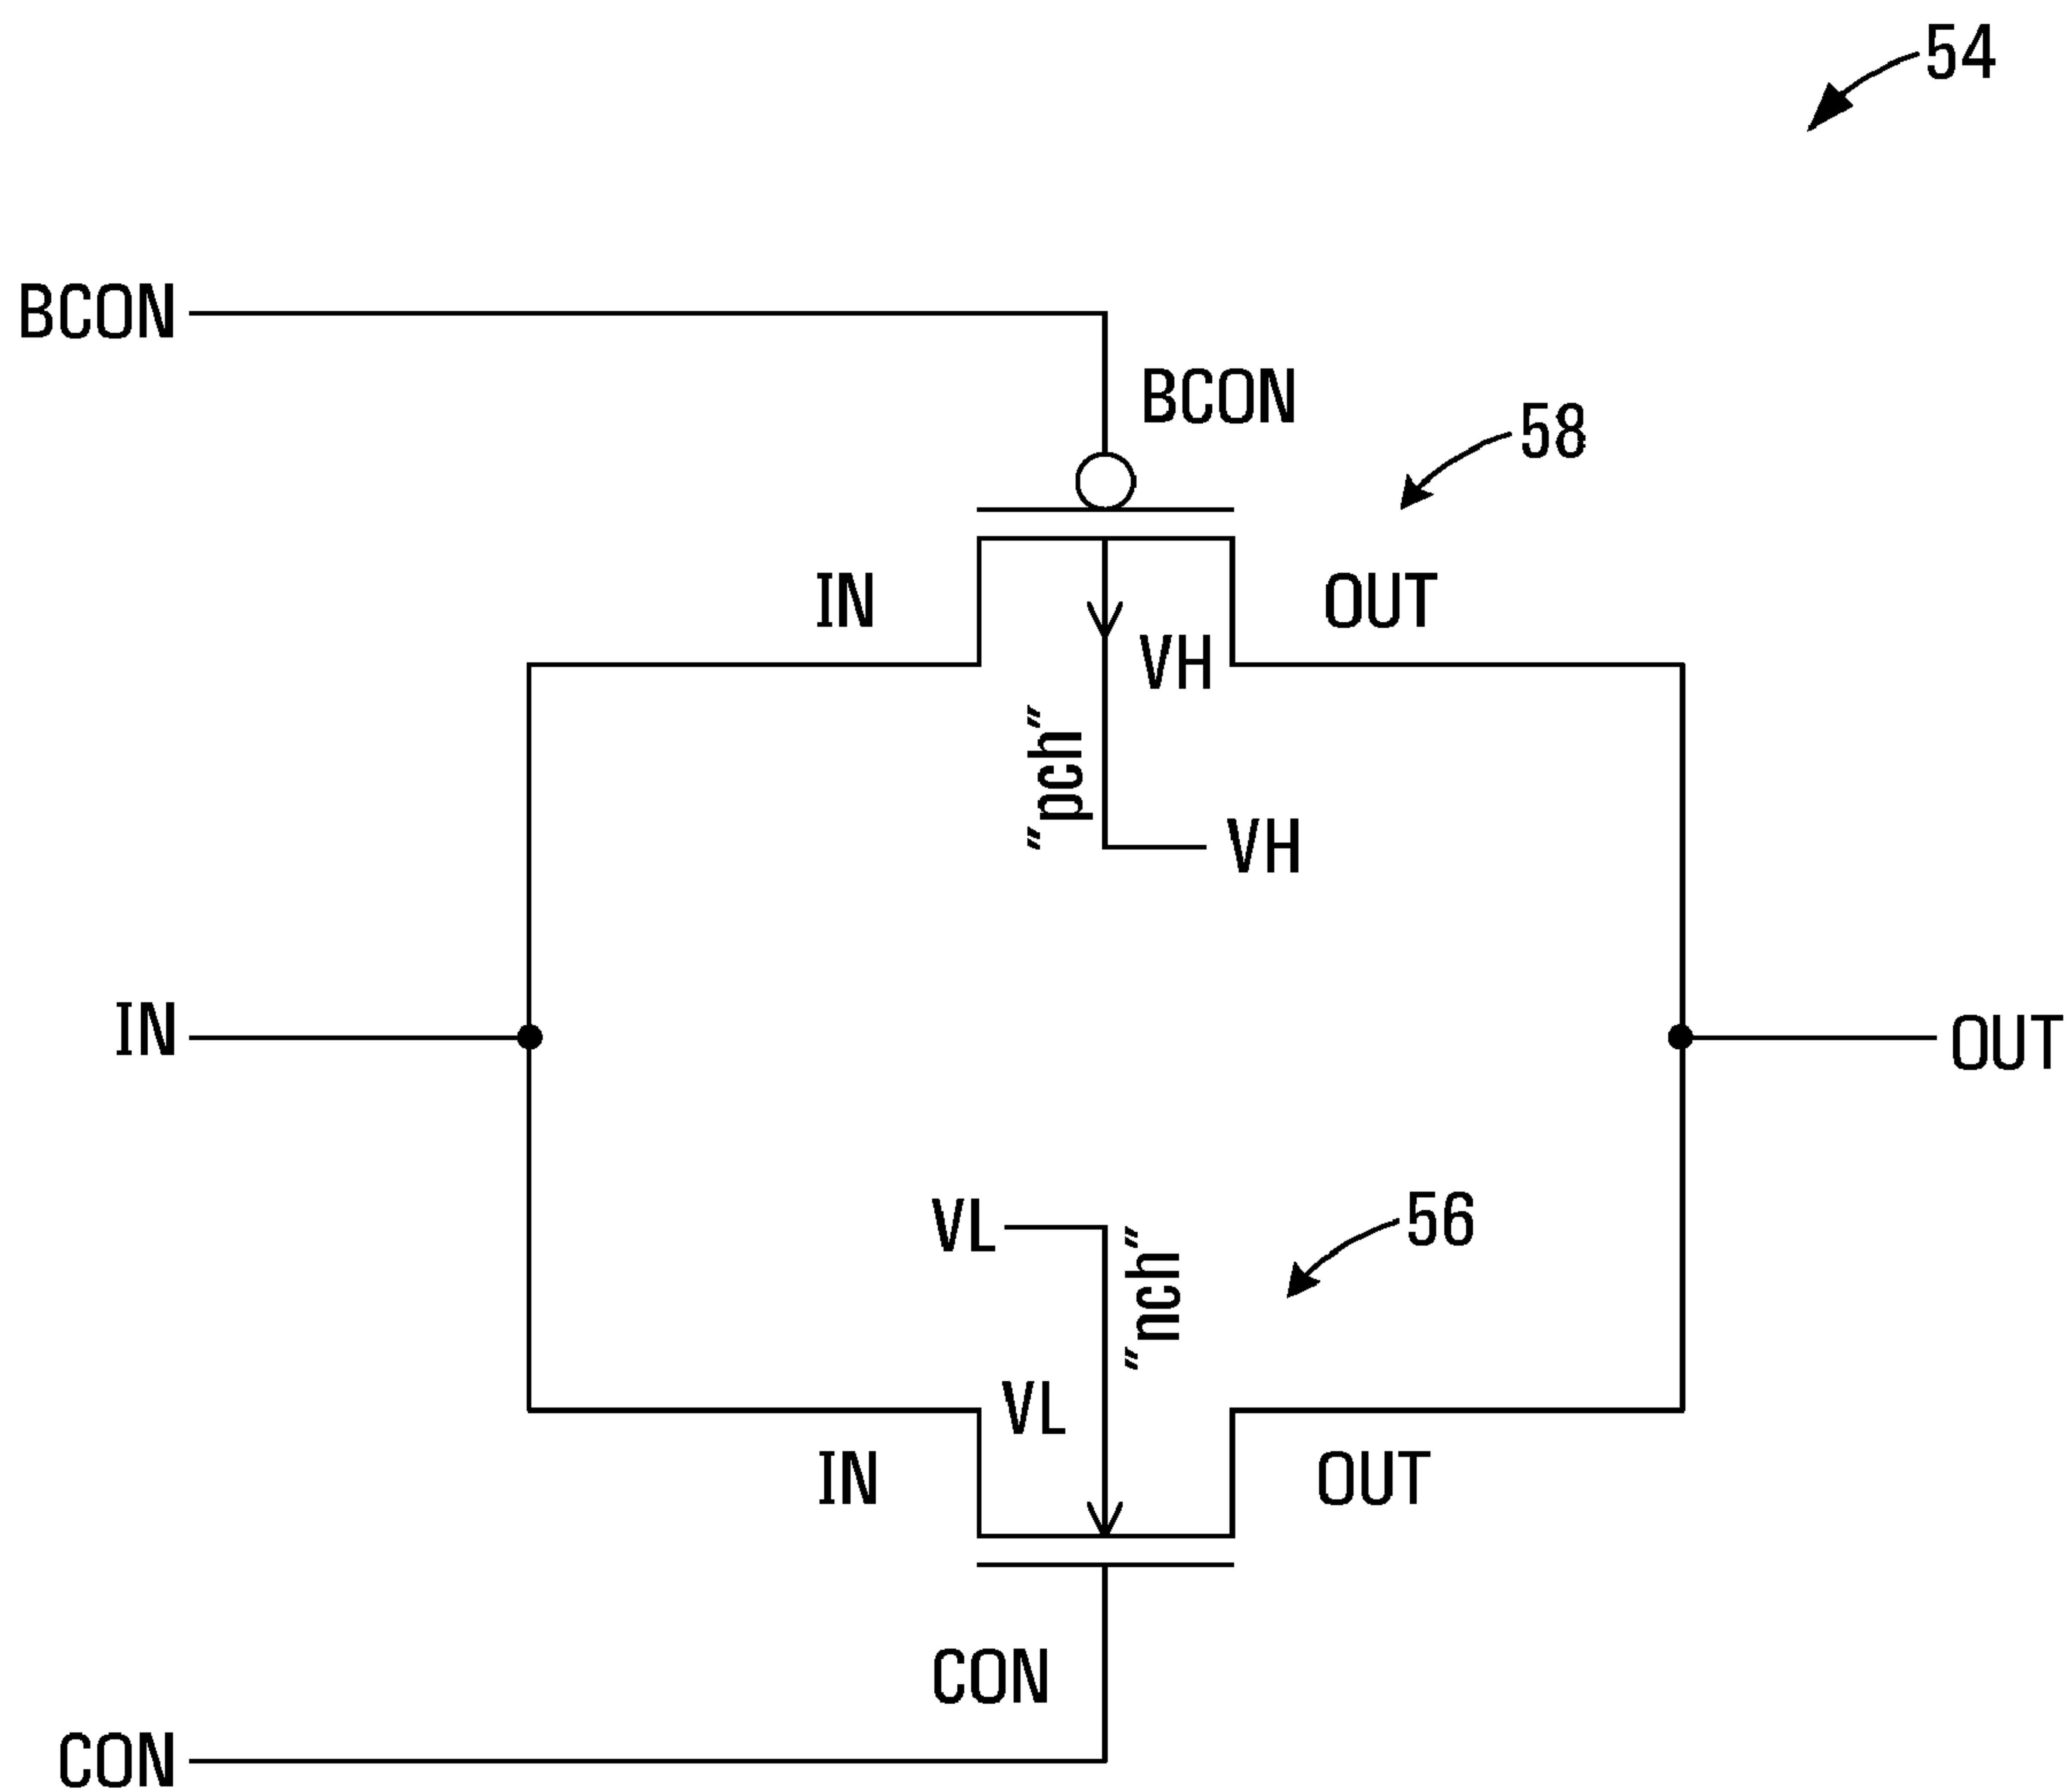 54
BCON
BCON
58
IN
OUT
VH
"pch"
VH
IN
OUT
VL
"nch"
56
VL
IN
OUT
CON
CON